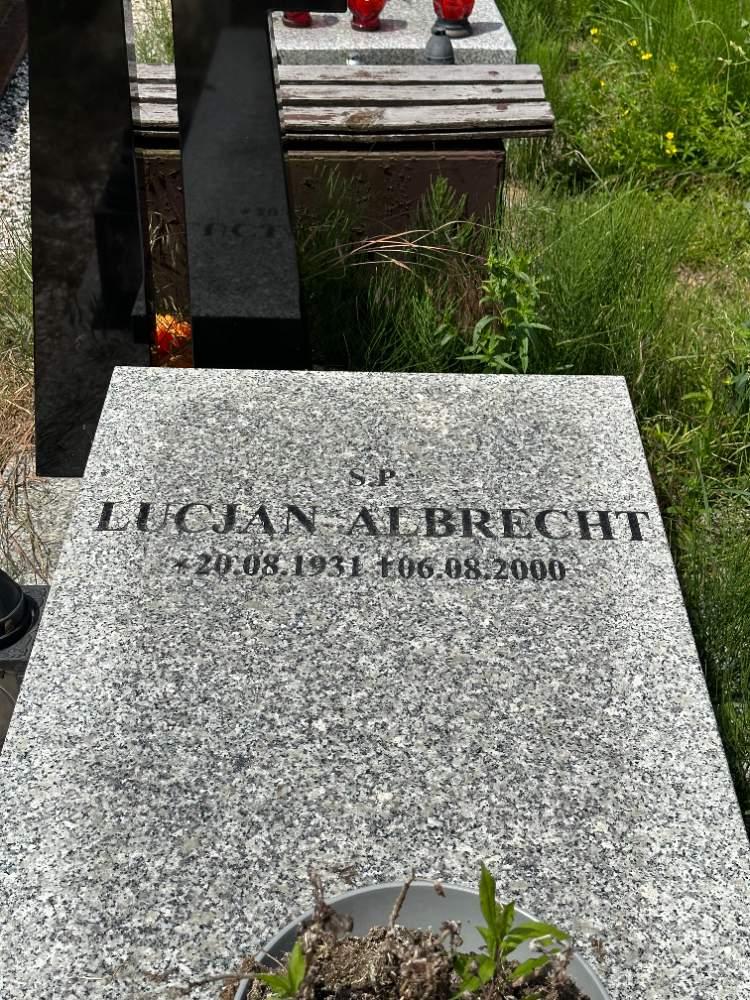 S.P.
LUCJAN ALBRECHT
*20.08.1931 †06.08.2000